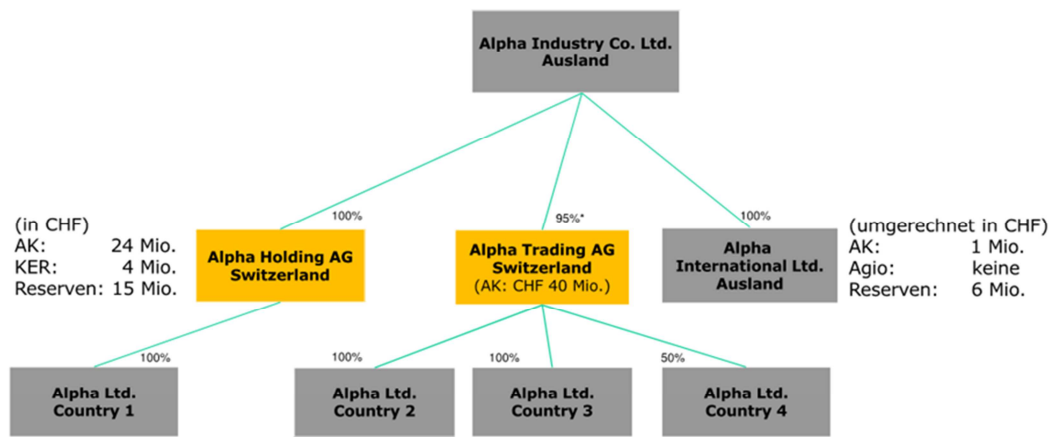 Alpha Industry Co. Ltd.
Ausland
100%
95%*
100%
(in CHF)
AK: 24 Mio.
KER: 4 Mio.
Reserven: 15 Mio.
Alpha Holding AG
Switzerland
Alpha Trading AG
Switzerland
(AK: CHF 40 Mio.)
Alpha
International Ltd.
Ausland
(umgerechnet in CHF)
AK: 1 Mio.
Agio: keine
Reserven: 6 Mio.
100%
100%
100%
50%
Alpha Ltd.
Country 1
Alpha Ltd.
Country 2
Alpha Ltd.
Country 3
Alpha Ltd.
Country 4